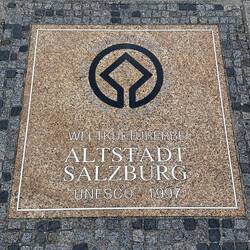 WELTKULTURERBE
ALTSTADT
SALZBURG
UNESCO 1997